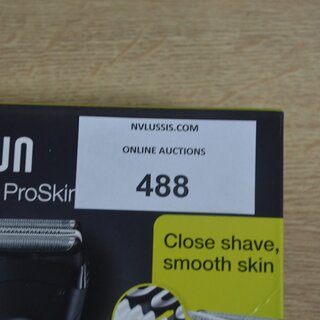 NVLUSSIS.COM
ONLINE AUCTIONS
488
UN
ProSkin
Close shave,
smooth skin